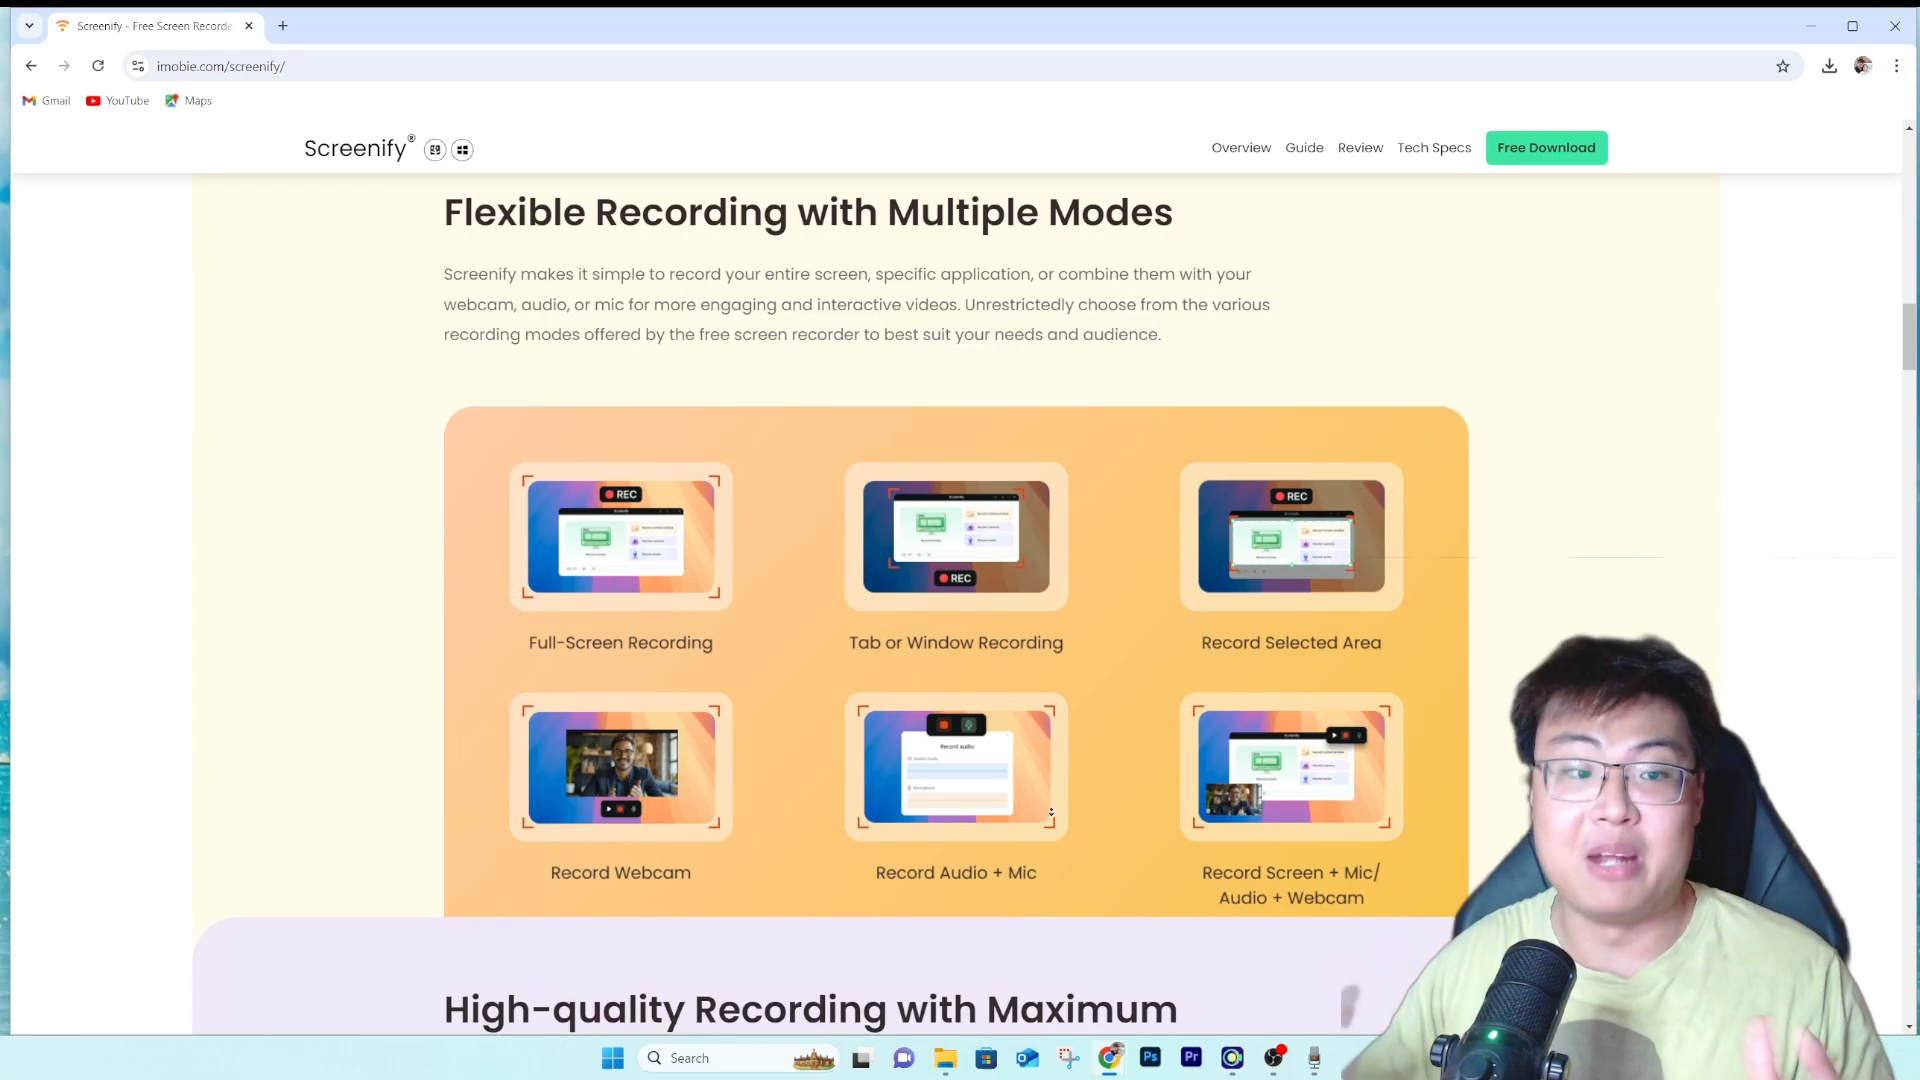 Screenify - Free Screen Recorde
imobie.com/screenify/
Gmail
YouTube
Maps
Screenify®
Overview
Guide
Review
Tech Specs
Free Download
Flexible Recording with Multiple Modes
Screenify makes it simple to record your entire screen, specific application, or combine them with your
webcam, audio, or mic for more engaging and interactive videos. Unrestrictedly choose from the various
recording modes offered by the free screen recorder to best suit your needs and audience.
REC
REC
REC
Full-Screen Recording
Tab or Window Recording
Record Selected Area
Record audio
Record Webcam
Record Audio + Mic
Record Screen + Mic/
Audio + Webcam
High-quality Recording with Maximum
Search
Ps
Pr